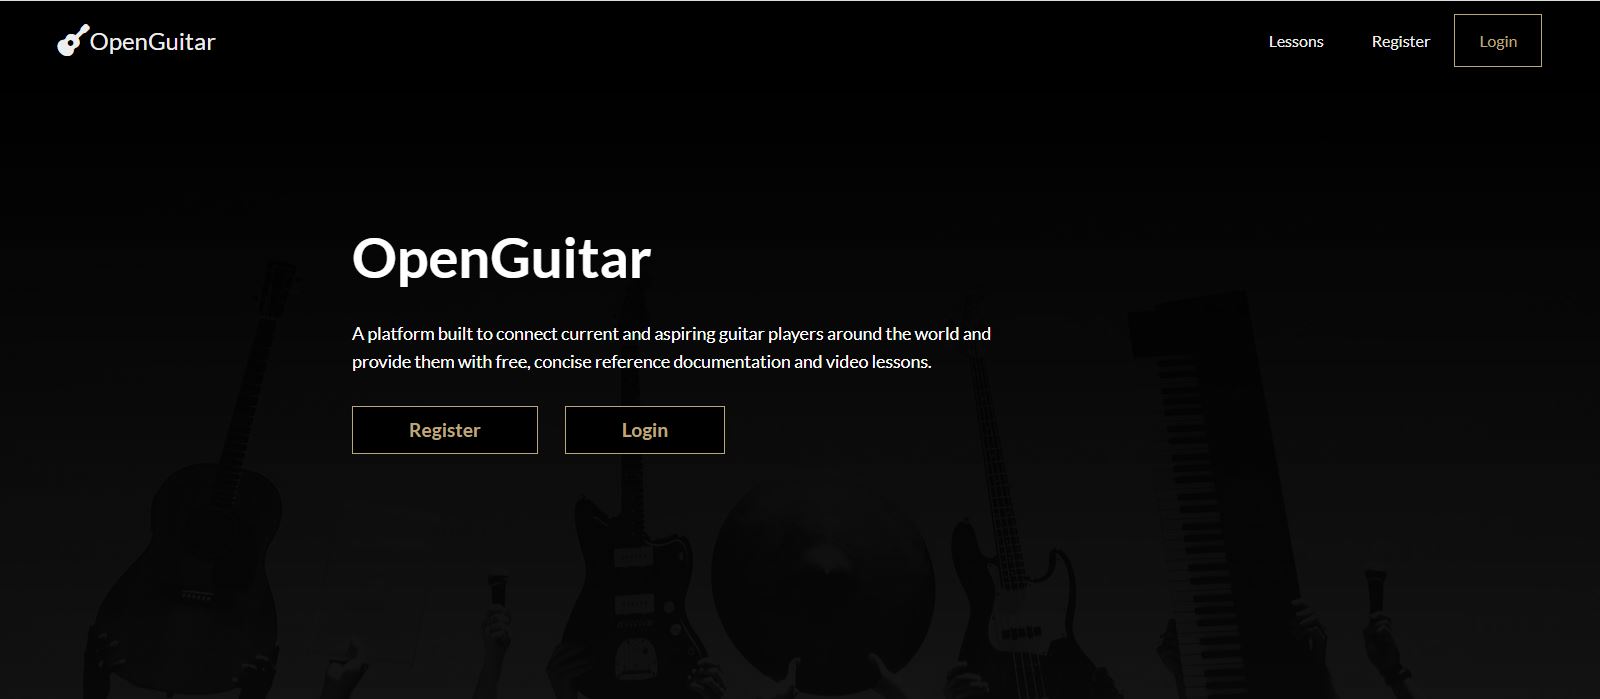 OpenGuitar
Lessons
Register
Login
OpenGuitar
A platform built to connect current and aspiring guitar players around the world and
provide them with free, concise reference documentation and video lessons.
Register
Login